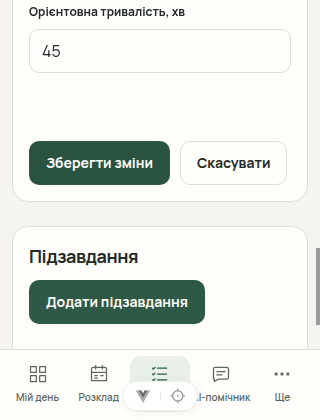 Орієнтовна тривалість, хв
45
Зберегти зміни
Скасувати
Підзавдання
Додати підзавдання
Мій день
Розклад
І-помічник
Ще